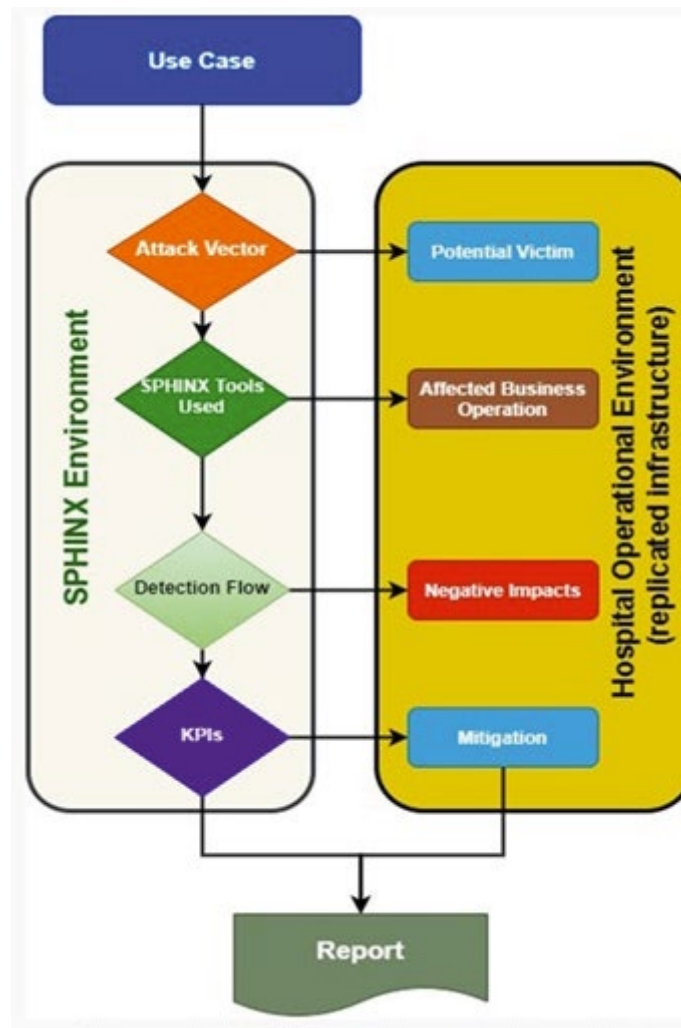 Use Case
Attack Vector
Potential Victim
SPHINX Tools
Used
Affected Business
Operation
Detection Flow
Negative Impacts
KPIs
Mitigation
SPHINX Environment
Hospital Operational Environment
(replicated infrastructure)
Report